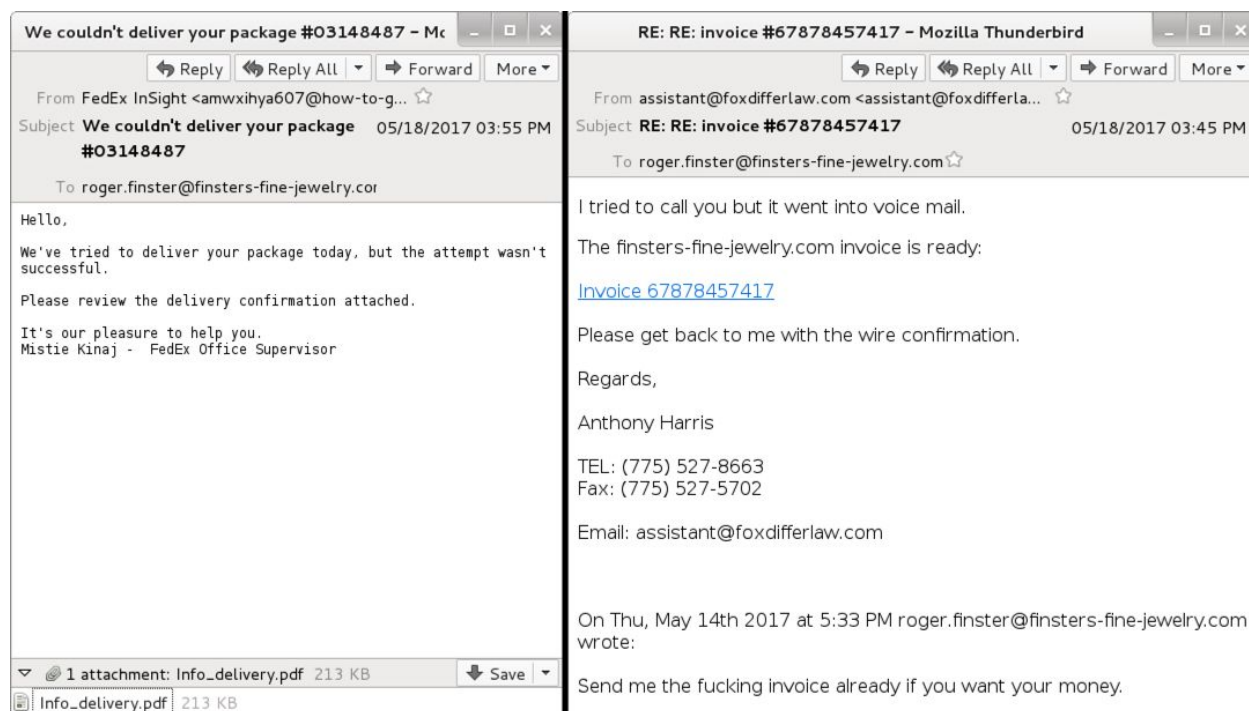 We couldn't deliver your package #03148487 – Mc
Reply Reply All Forward More
From FedEx InSight <amwxihya607@how-to-g...
Subject We couldn't deliver your package 05/18/2017 03:55 PM
#03148487
To roger.finster@finsters-fine-jewelry.cor
Hello,
We've tried to deliver your package today, but the attempt wasn't
successful.
Please review the delivery confirmation attached.
It's our pleasure to help you.
Mistie Kinaj -  FedEx Office Supervisor
1 attachment: Info_delivery.pdf 213 KB Save
Info_delivery.pdf 213 KB
RE: RE: invoice #67878457417 – Mozilla Thunderbird
Reply Reply All Forward More
From assistant@foxdifferlaw.com <assistant@foxdifferla...
Subject RE: RE: invoice #67878457417 05/18/2017 03:45 PM
To roger.finster@finsters-fine-jewelry.com
I tried to call you but it went into voice mail.
The finsters-fine-jewelry.com invoice is ready:
Invoice 67878457417
Please get back to me with the wire confirmation.
Regards,
Anthony Harris
TEL: (775) 527-8663
Fax: (775) 527-5702
Email: assistant@foxdifferlaw.com
On Thu, May 14th 2017 at 5:33 PM roger.finster@finsters-fine-jewelry.com
wrote:
Send me the fucking invoice already if you want your money.